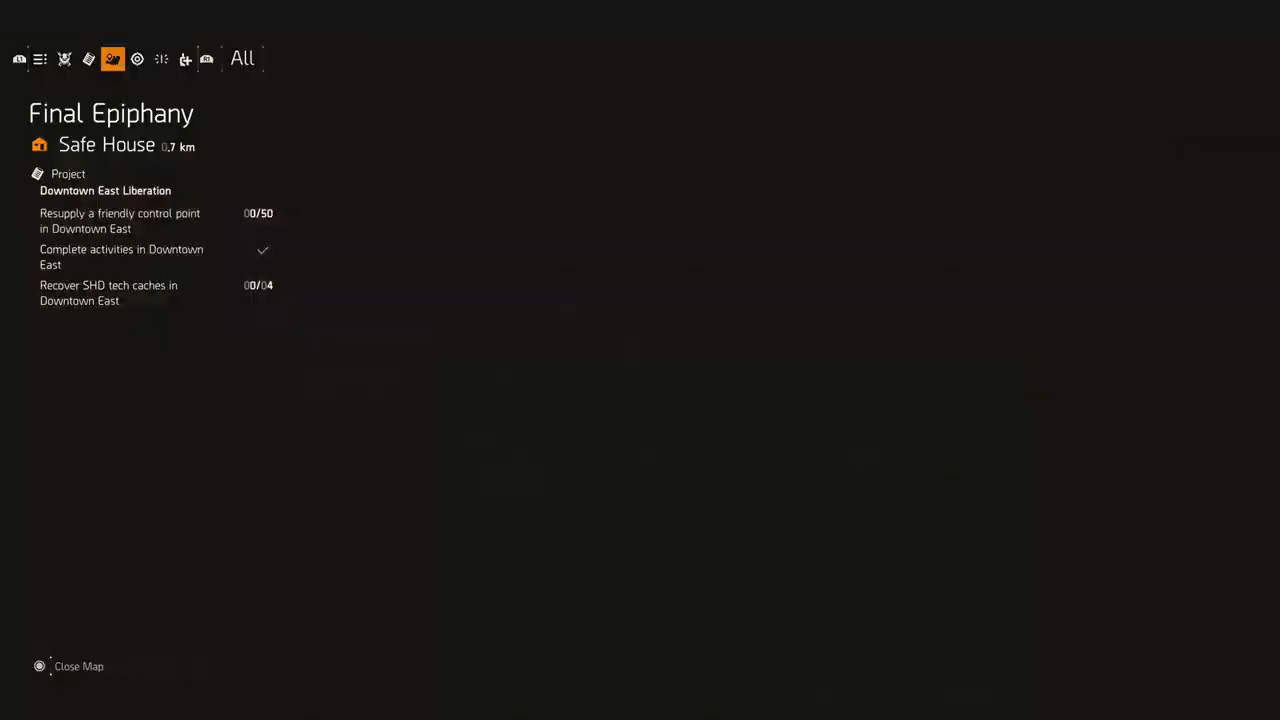 All
Final Epiphany
Safe House 0.7 km
Project
Downtown East Liberation
Resupply a friendly control point 00/50
in Downtown East
Complete activities in Downtown
East
Recover SHD tech caches in 00/04
Downtown East
Close Map